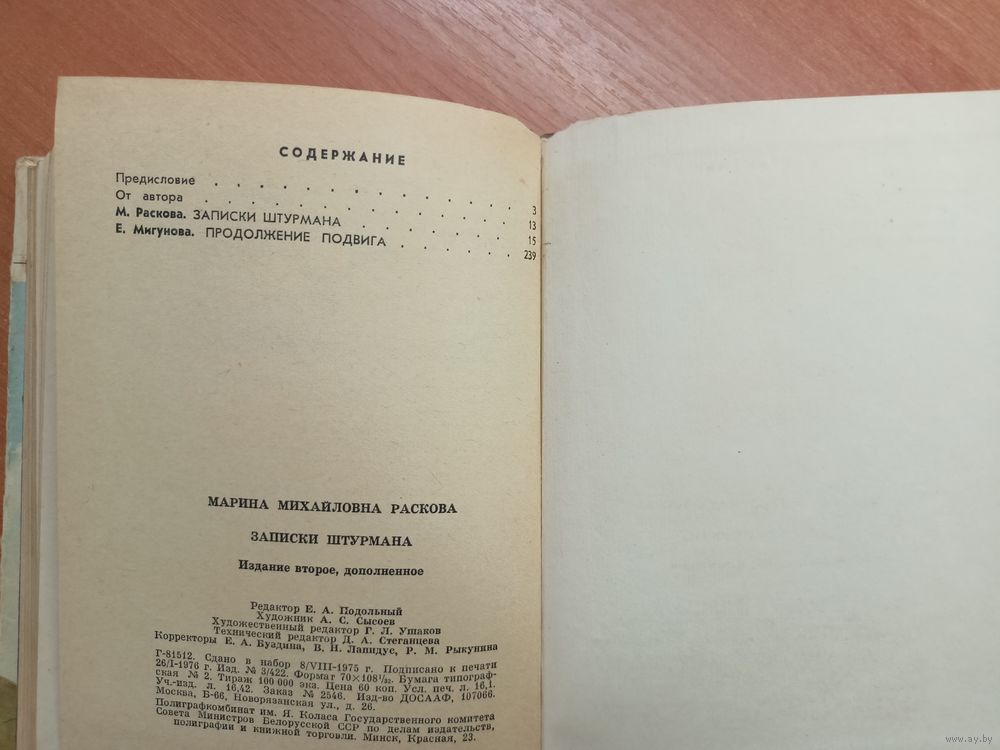 СОДЕРЖАНИЕ
Предисловие . . . . . . . . . . . . 3
От автора . . . . . . . . . . . . 13
М. Раскова. ЗАПИСКИ ШТУРМАНА . . . . . . . 15
Е. Мигунова. ПРОДОЛЖЕНИЕ ПОДВИГА . . . . . . . 239
МАРИНА МИХАЙЛОВНА РАСКОВА
ЗАПИСКИ ШТУРМАНА
Издание второе, дополненное
Редактор Е. А. Подольный
Художник А. С. Сысоев
Художественный редактор Г. Л. Ушаков
Технический редактор Д. А. Стеганцева
Корректоры Е. А. Буздина, В. Н. Лапидус, Р. М. Рыкунина
Г-81512. Сдано в набор 8/VIII-1975 г. Подписано к печати
26/I-1976 г. Изд. № 3/422. Формат 70×108¹/₃₂. Бумага типограф-
ская № 2. Тираж 100 000 экз. Цена 60 коп. Усл. печ. л. 16,1.
Уч.-изд. л. 16,42. Заказ № 2546. Изд-во ДОСААФ, 107066,
Москва, Б-66, Новорязанская ул., д. 26.
Полиграфкомбинат им. Я. Коласа Государственного комитета
Совета Министров Белорусской ССР по делам издательств,
полиграфии и книжной торговли. Минск, Красная, 23.
www.ay.by